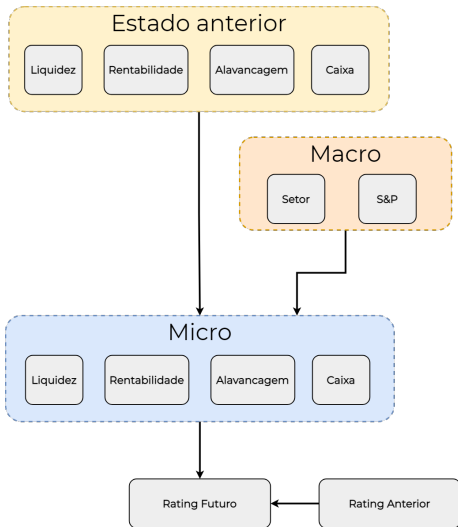 Estado anterior
Liquidez
Rentabilidade
Alavancagem
Caixa
Macro
Setor
S&P
Micro
Liquidez
Rentabilidade
Alavancagem
Caixa
Rating Futuro
Rating Anterior